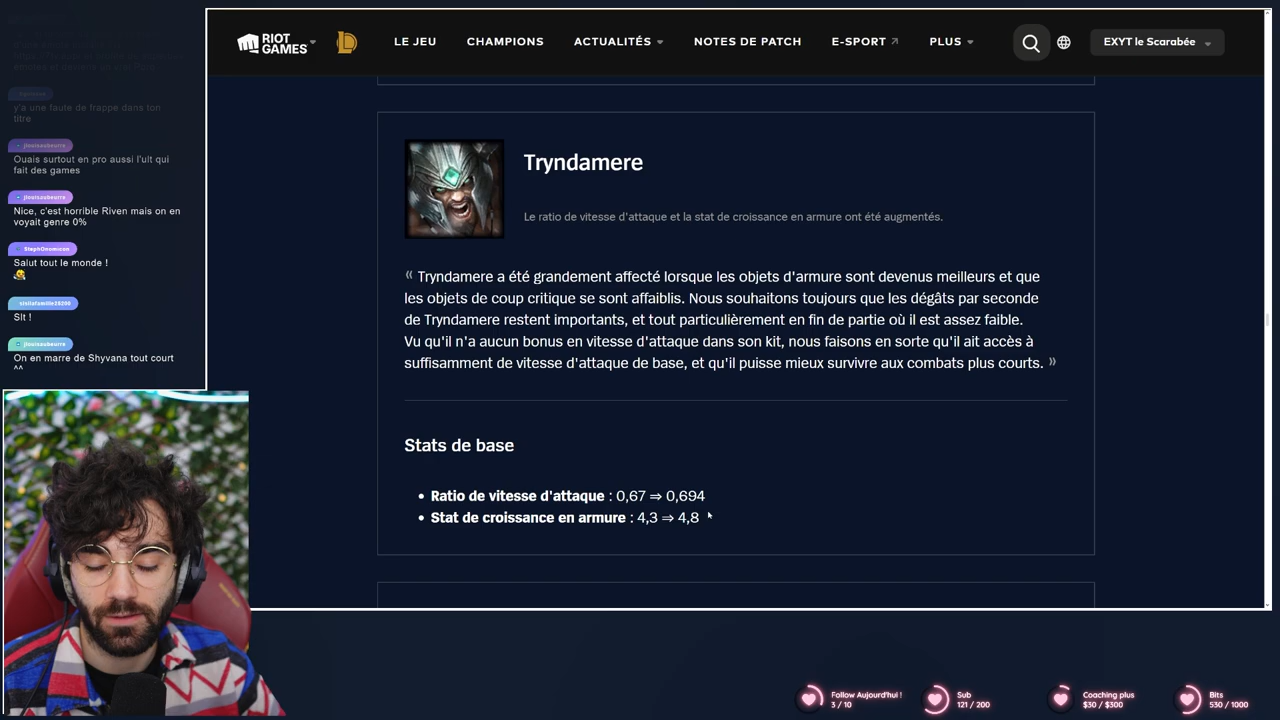 RIOT
GAMES
LE JEU
CHAMPIONS
ACTUALITÉS
NOTES DE PATCH
E-SPORT
PLUS
EXYT le Scarabée
y'a une faute de frappe dans ton
titre
jlouisaubeurre
Ouais surtout en pro aussi l'ult qui
fait des games
jlouisaubeurre
Nice, c'est horrible Riven mais on en
voyait genre 0%
StephOnomicon
Salut tout le monde !
Slt !
jlouisaubeurre
On en marre de Shyvana tout court
^^
Tryndamere
Le ratio de vitesse d'attaque et la stat de croissance en armure ont été augmentés.
« Tryndamere a été grandement affecté lorsque les objets d'armure sont devenus meilleurs et que
les objets de coup critique se sont affaiblis. Nous souhaitons toujours que les dégâts par seconde
de Tryndamere restent importants, et tout particulièrement en fin de partie où il est assez faible.
Vu qu'il n'a aucun bonus en vitesse d'attaque dans son kit, nous faisons en sorte qu'il ait accès à
suffisamment de vitesse d'attaque de base, et qu'il puisse mieux survivre aux combats plus courts. »
Stats de base
• Ratio de vitesse d'attaque : 0,67 ⇒ 0,694
• Stat de croissance en armure : 4,3 ⇒ 4,8
Follow Aujourd'hui !
3 / 10
Sub
121 / 200
Coaching plus
$30 / $300
Bits
530 / 1000